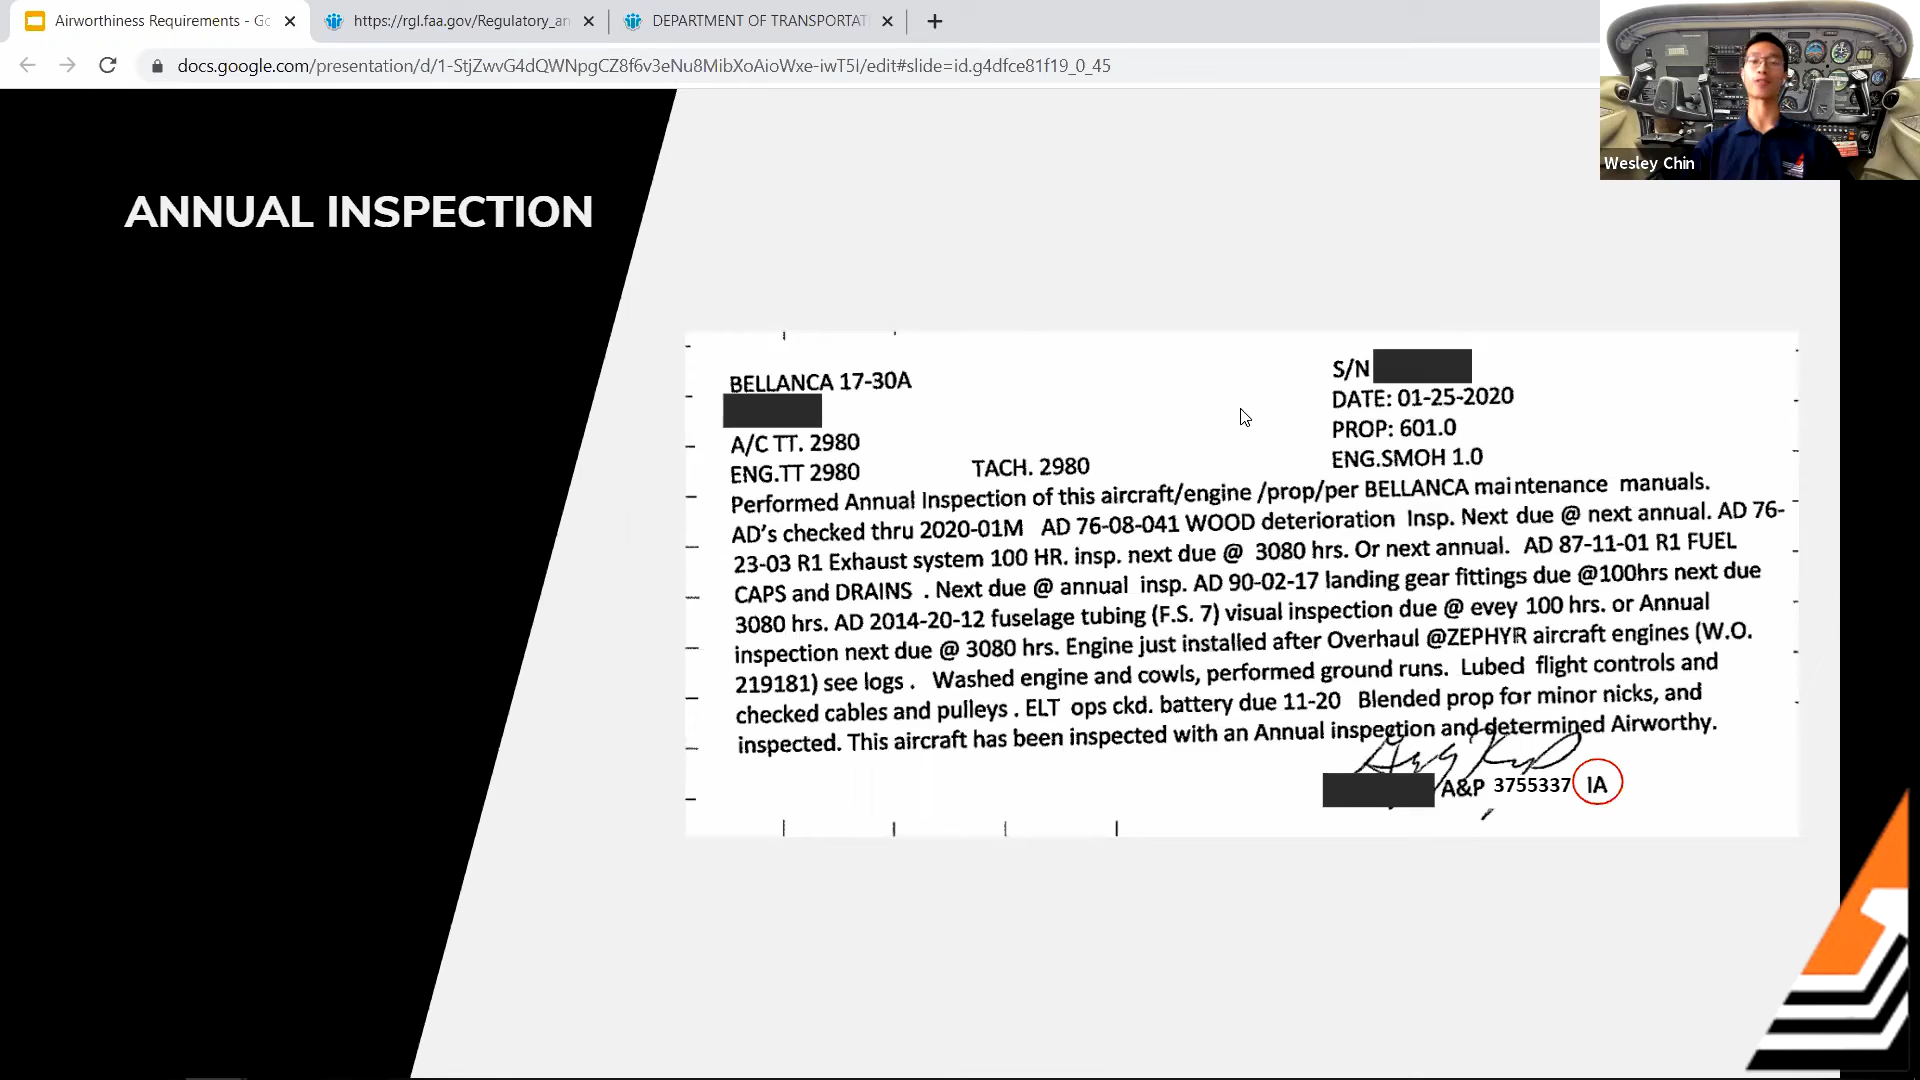 Airworthiness Requirements - Go
https://rgl.faa.gov/Regulatory_an
DEPARTMENT OF TRANSPORTAT
docs.google.com/presentation/d/1-StjZwvG4dQWNpgCZ8f6v3eNu8MibXoAioWxe-iwT5I/edit#slide=id.g4dfce81f19_0_45
Wesley Chin
ANNUAL INSPECTION
BELLANCA 17-30A
S/N
DATE: 01-25-2020
PROP: 601.0
A/C TT. 2980
ENG.SMOH 1.0
ENG.TT 2980 TACH. 2980
Performed Annual Inspection of this aircraft/engine /prop/per BELLANCA maintenance manuals.
AD's checked thru 2020-01M AD 76-08-041 WOOD deterioration Insp. Next due @ next annual. AD 76-
23-03 R1 Exhaust system 100 HR. insp. next due @ 3080 hrs. Or next annual. AD 87-11-01 R1 FUEL
CAPS and DRAINS . Next due @ annual insp. AD 90-02-17 landing gear fittings due @100hrs next due
3080 hrs. AD 2014-20-12 fuselage tubing (F.S. 7) visual inspection due @ evey 100 hrs. or Annual
inspection next due @ 3080 hrs. Engine just installed after Overhaul @ZEPHYR aircraft engines (W.O.
219181) see logs . Washed engine and cowls, performed ground runs. Lubed flight controls and
checked cables and pulleys . ELT ops ckd. battery due 11-20 Blended prop for minor nicks, and
inspected. This aircraft has been inspected with an Annual inspection and determined Airworthy.
A&P 3755337 IA